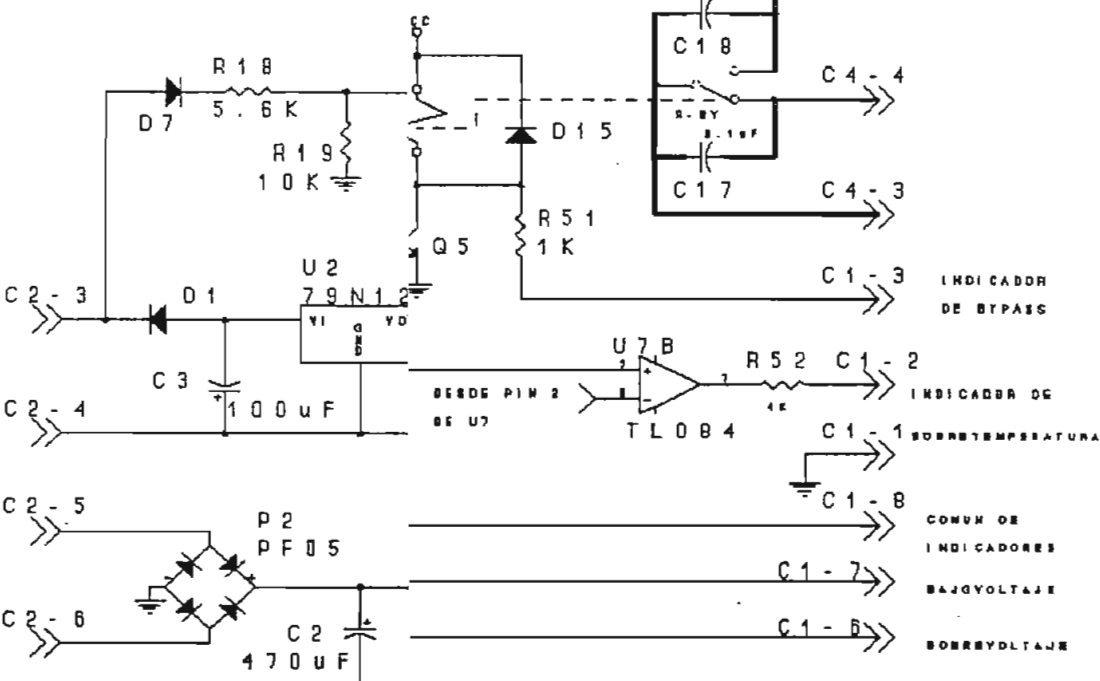 CC
C18
R18
C4-4
D7
5.6K
D15
R19
10K
C17
C4-3
R51
1K
Q5
U2
79N12
C2-3
D1
C1-3
INDICADOR
DE BYPASS
VI
GND
U7B
R52
C1-2
C3
+
100uF
DESDE PIN 2
DE U7
+
-
7
1K
INDICADOR DE
C2-4
TL084
C1-1
SOBRETEMPERATURA
C2-5
C1-8
P2
PF05
COMUN DE
INDICADORES
-
+
C1-7
BAJOVOLTAJE
C2-6
C2
+
470uF
C1-6
SOBREVOLTAJE